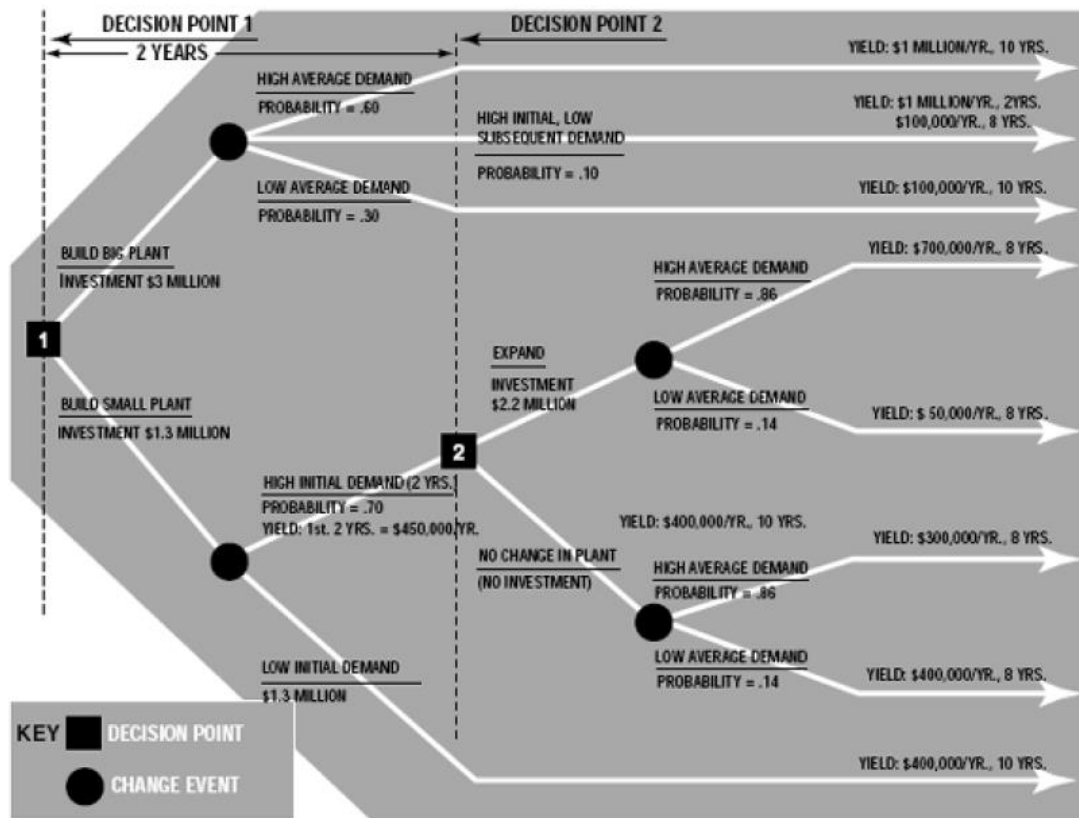 DECISION POINT 1
DECISION POINT 2
2 YEARS
YIELD: $1 MILLION/YR., 10 YRS.
HIGH AVERAGE DEMAND
PROBABILITY = .60
HIGH INITIAL, LOW
SUBSEQUENT DEMAND
PROBABILITY = .10
YIELD: $1 MILLION/YR., 2YRS.
$100,000/YR., 8 YRS.
LOW AVERAGE DEMAND
PROBABILITY = .30
YIELD: $100,000/YR., 10 YRS.
BUILD BIG PLANT
INVESTMENT $3 MILLION
HIGH AVERAGE DEMAND
PROBABILITY = .86
YIELD: $700,000/YR., 8 YRS.
1
EXPAND
INVESTMENT
$2.2 MILLION
BUILD SMALL PLANT
INVESTMENT $1.3 MILLION
LOW AVERAGE DEMAND
PROBABILITY = .14
YIELD: $ 50,000/YR., 8 YRS.
2
HIGH INITIAL DEMAND (2 YRS.)
PROBABILITY = .70
YIELD: 1st. 2 YRS. = $450,000/YR.
YIELD: $400,000/YR., 10 YRS.
NO CHANGE IN PLANT
(NO INVESTMENT)
HIGH AVERAGE DEMAND
PROBABILITY = .86
YIELD: $300,000/YR., 8 YRS.
LOW AVERAGE DEMAND
PROBABILITY = .14
YIELD: $400,000/YR., 8 YRS.
LOW INITIAL DEMAND
$1.3 MILLION
YIELD: $400,000/YR., 10 YRS.
KEY
DECISION POINT
CHANGE EVENT